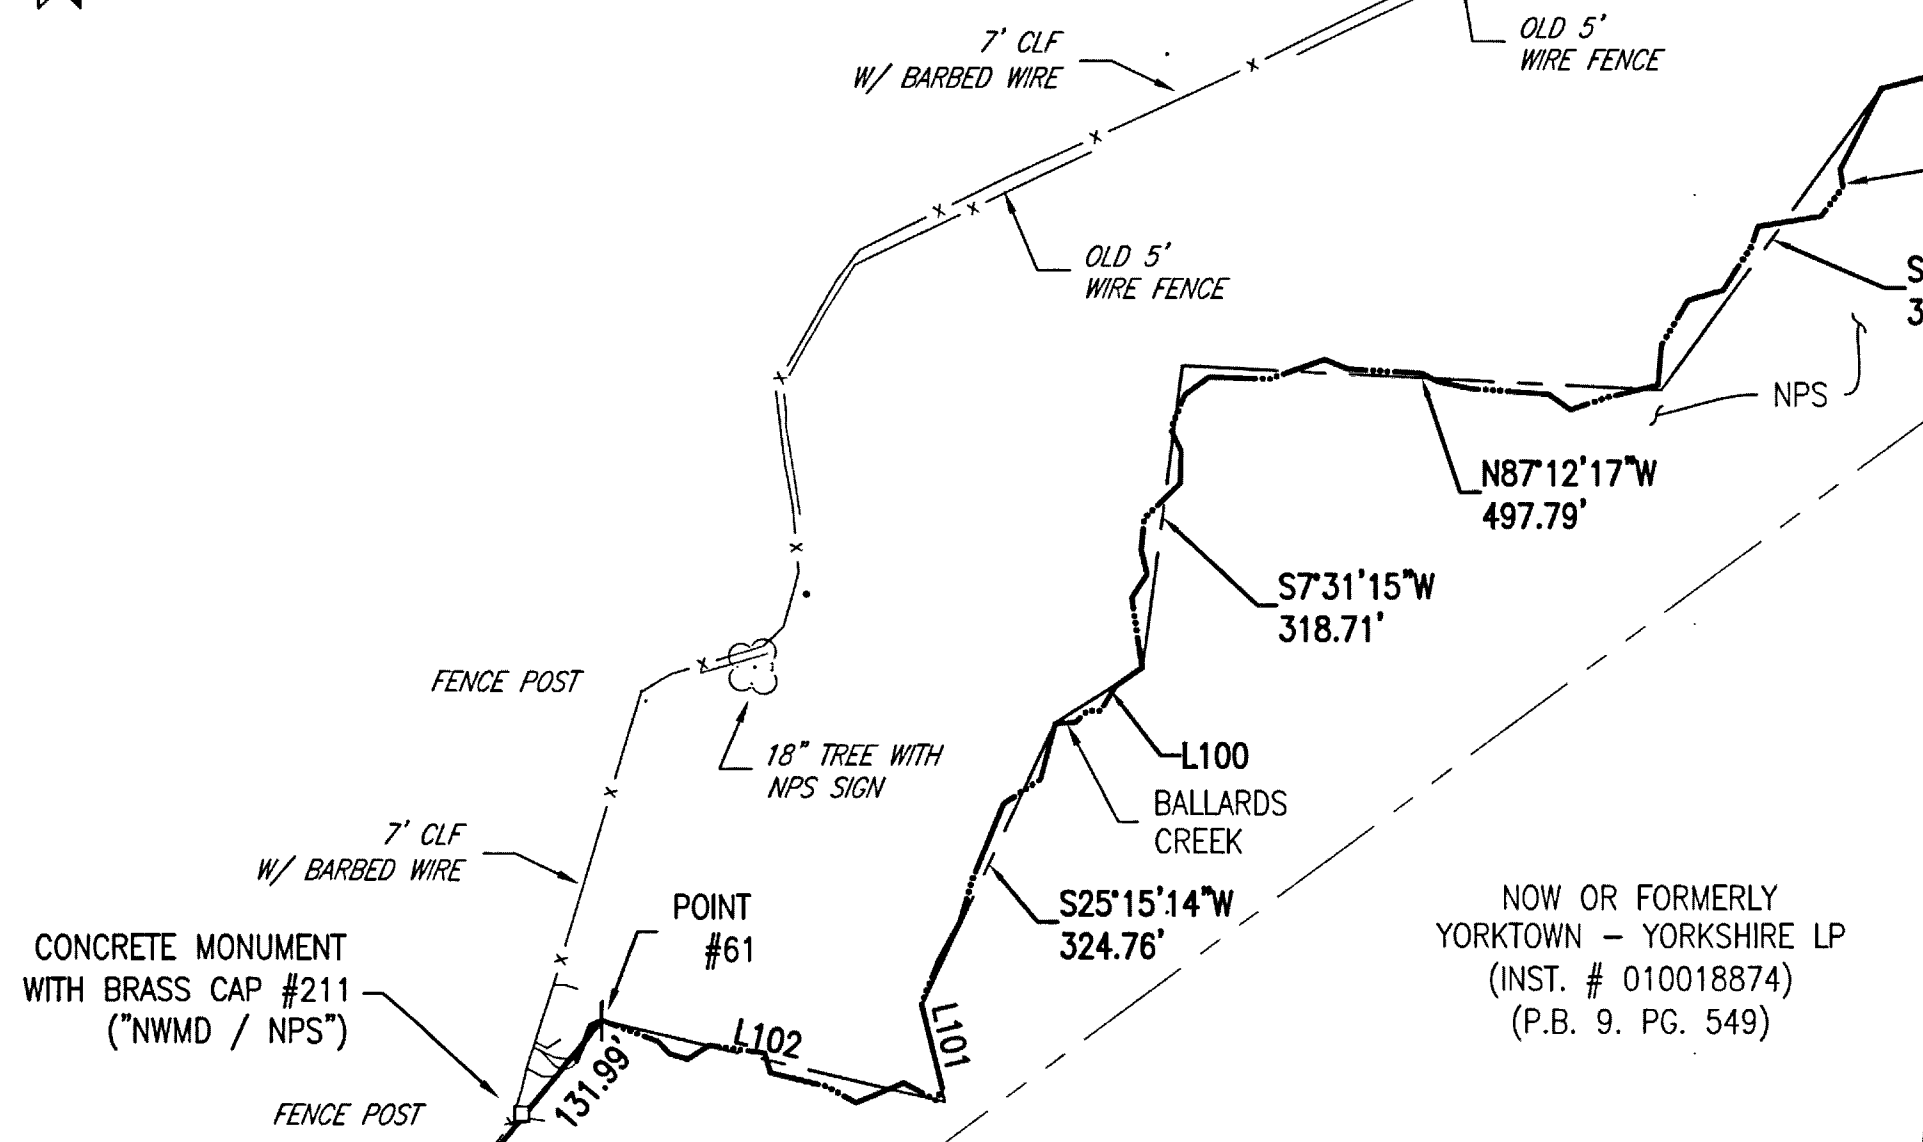 7' CLF
W/ BARBED WIRE
OLD 5'
WIRE FENCE
OLD 5'
WIRE FENCE
S
3
NPS
N87°12'17"W
497.79'
S7°31'15"W
318.71'
FENCE POST
18" TREE WITH
NPS SIGN
L100
BALLARDS
CREEK
7' CLF
W/ BARBED WIRE
S25°15'14"W
324.76'
POINT
#61
NOW OR FORMERLY
YORKTOWN – YORKSHIRE LP
(INST. # 010018874)
(P.B. 9. PG. 549)
CONCRETE MONUMENT
WITH BRASS CAP #211
("NWMD / NPS")
L102
L101
131.99'
FENCE POST